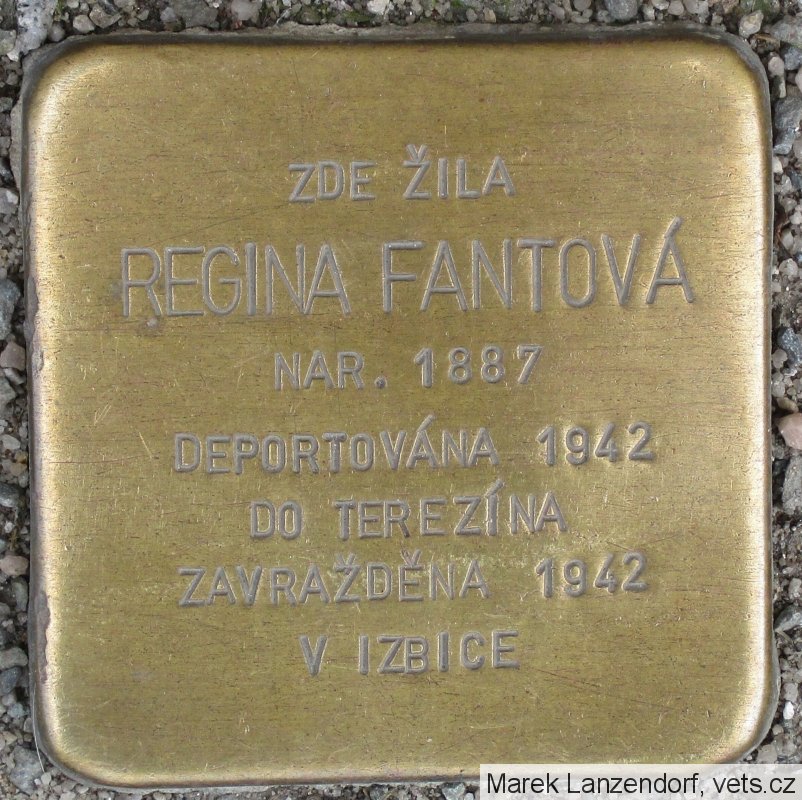 ZDE ŽILA
REGINA FANTOVÁ
NAR. 1887
DEPORTOVÁNA 1942
DO TEREZÍNA
ZAVRAŽDĚNA 1942
V IZBICE
Marek Lanzendorf, vets.cz